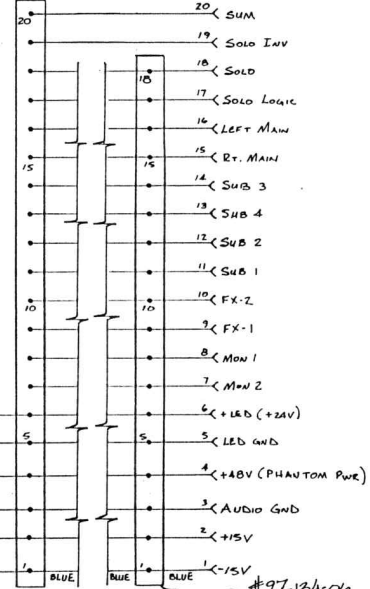 20 SUM
20
19 SOLO INV
18 SOLO
18
17 SOLO LOGIC
16 LEFT MAIN
15 RT. MAIN
15 15
14 SUB 3
13 SUB 4
12 SUB 2
11 SUB 1
10 FX-2
10 10
9 FX-1
8 MON 1
7 MON 2
6 +LED (+24V)
5 5 5 LED GND
4 +48V (PHANTOM PWR)
3 AUDIO GND
2 +15V
1 1 1 -15V
BLUE BLUE BLUE